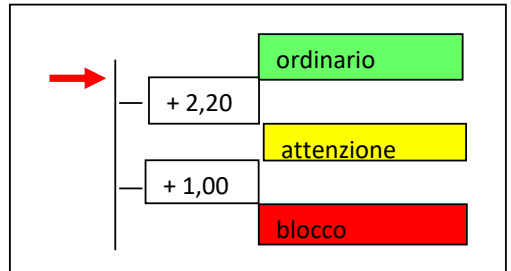 ordinario
+ 2,20
attenzione
+ 1,00
blocco